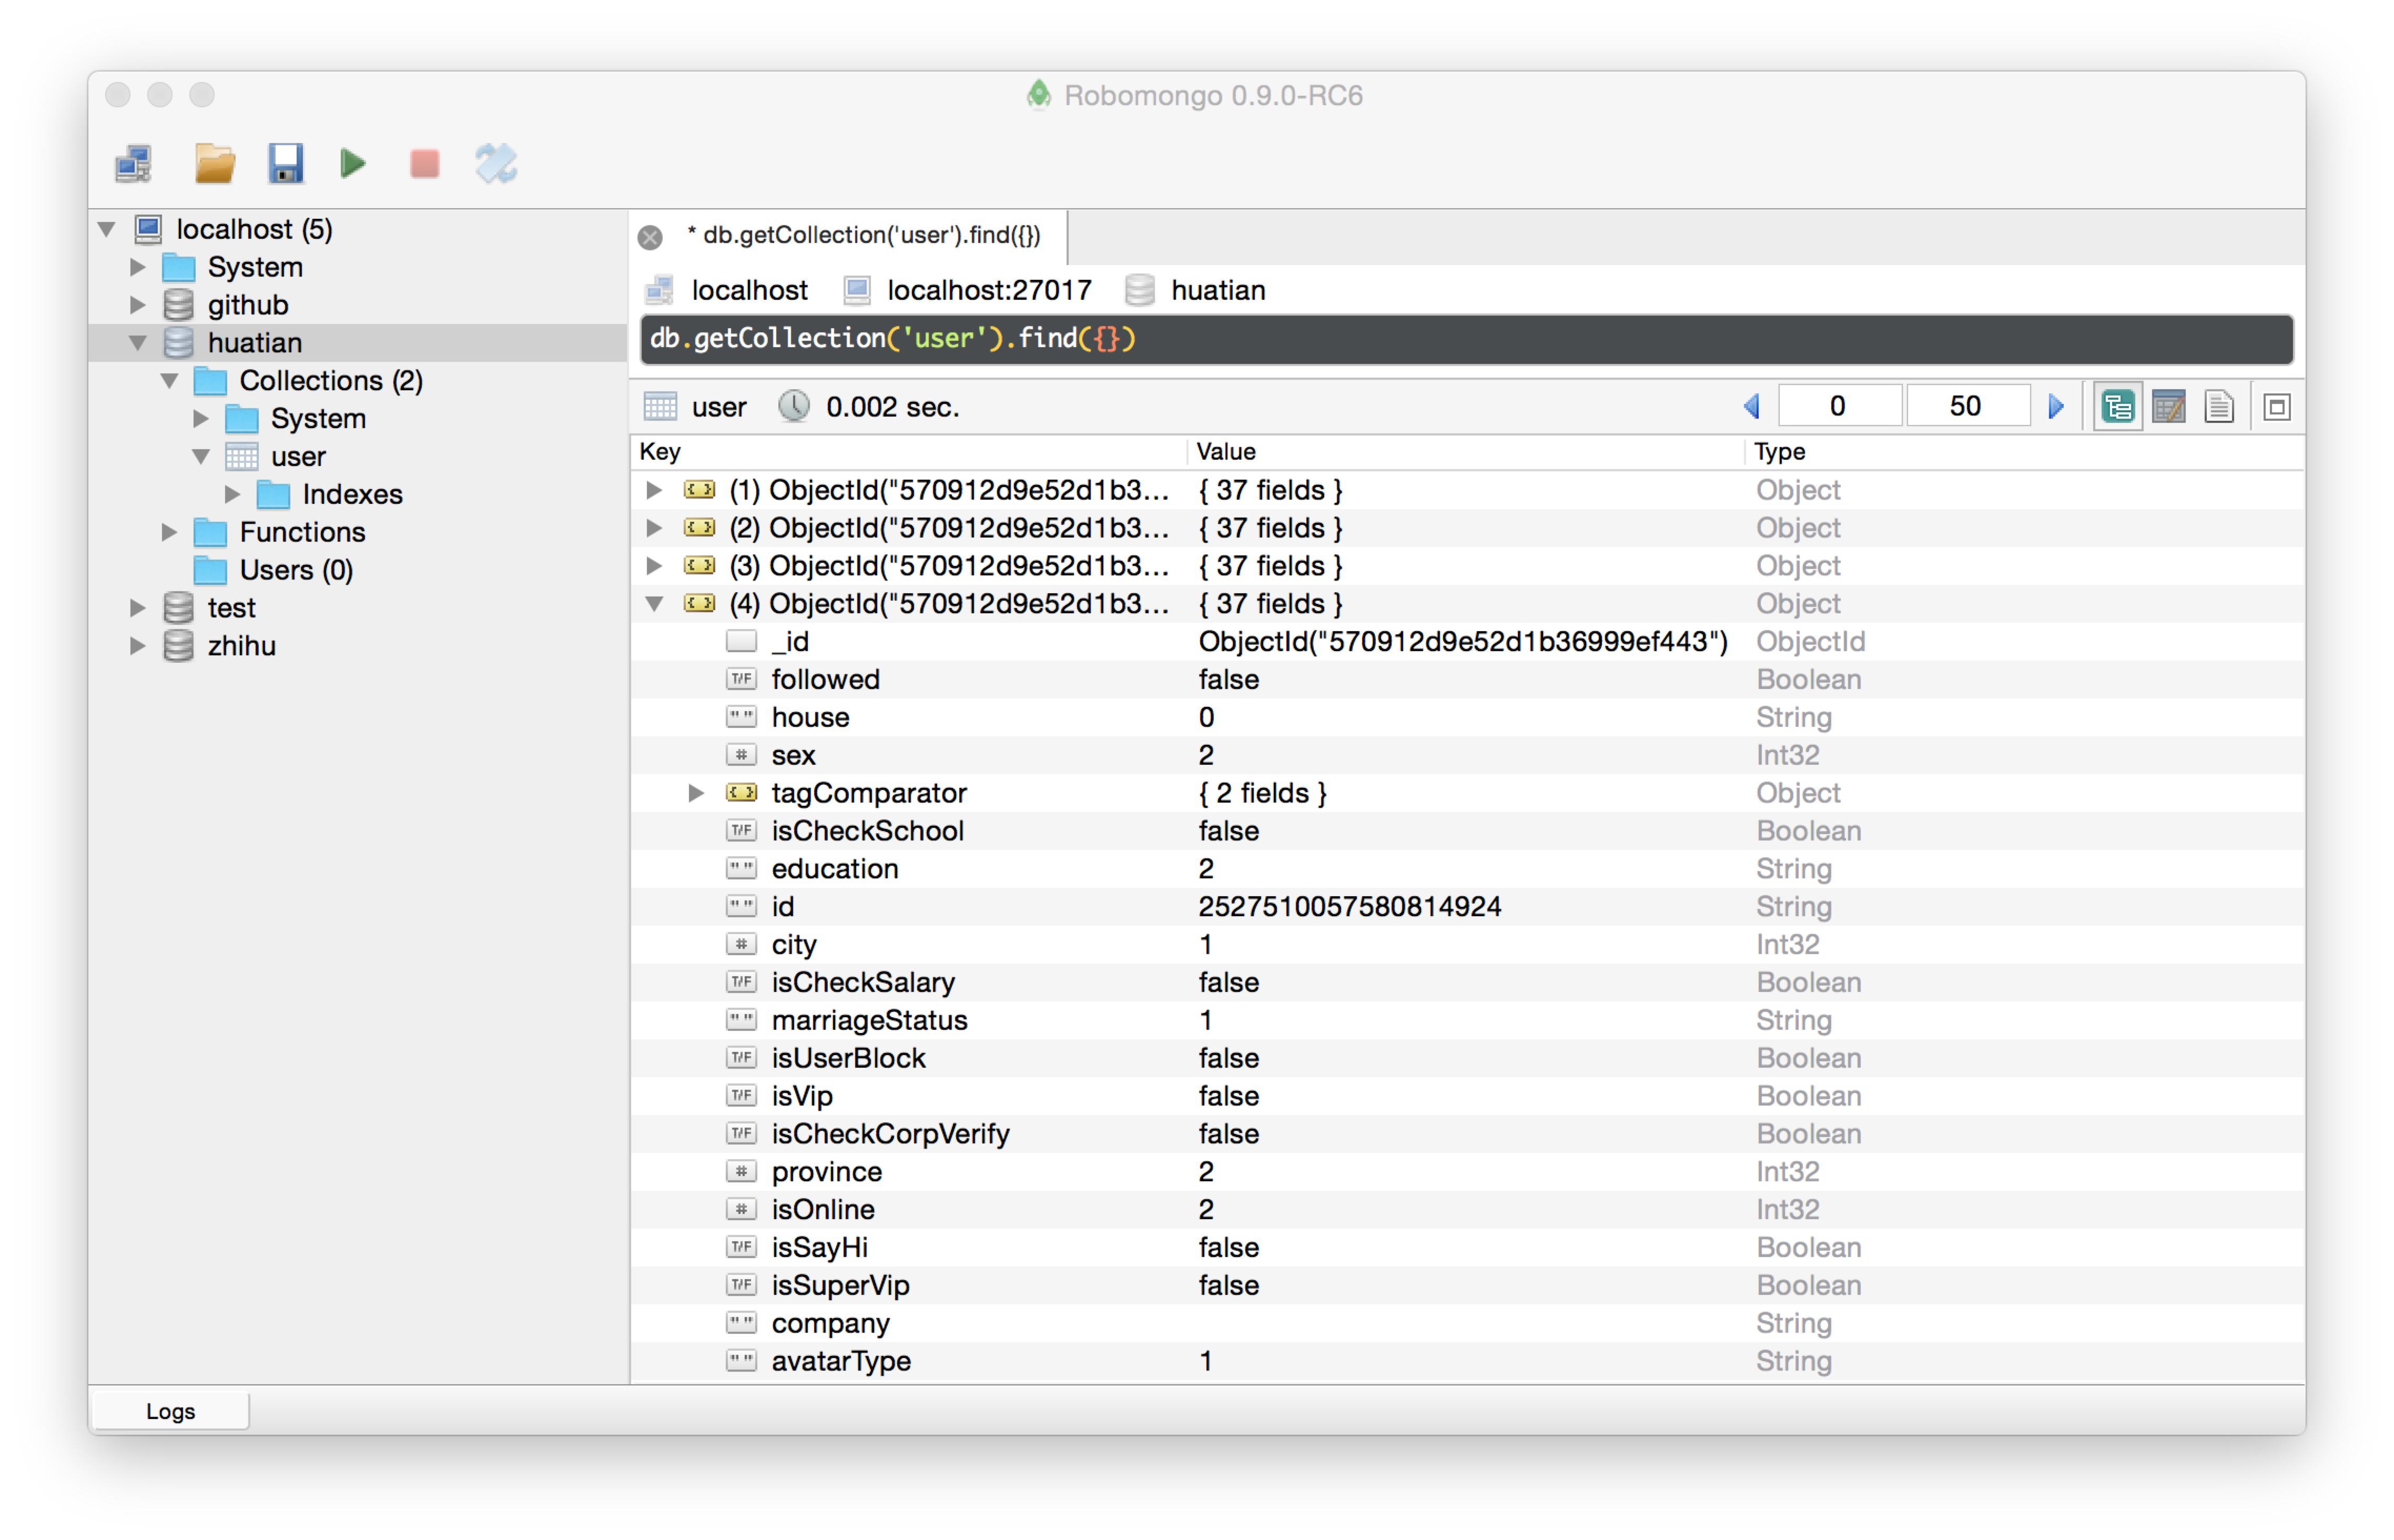 Robomongo 0.9.0-RC6
localhost (5)
System
github
huatian
Collections (2)
System
user
Indexes
Functions
Users (0)
test
zhihu
* db.getCollection('user').find({})
localhost localhost:27017 huatian
db.getCollection('user').find({})
user 0.002 sec. 0 50
Key Value Type
(1) ObjectId("570912d9e52d1b3... { 37 fields } Object
(2) ObjectId("570912d9e52d1b3... { 37 fields } Object
(3) ObjectId("570912d9e52d1b3... { 37 fields } Object
(4) ObjectId("570912d9e52d1b3... { 37 fields } Object
_id ObjectId("570912d9e52d1b36999ef443") ObjectId
T/F followed false Boolean
" " house 0 String
# sex 2 Int32
{ } tagComparator { 2 fields } Object
T/F isCheckSchool false Boolean
" " education 2 String
" " id 2527510057580814924 String
# city 1 Int32
T/F isCheckSalary false Boolean
" " marriageStatus 1 String
T/F isUserBlock false Boolean
T/F isVip false Boolean
T/F isCheckCorpVerify false Boolean
# province 2 Int32
# isOnline 2 Int32
T/F isSayHi false Boolean
T/F isSuperVip false Boolean
" " company String
" " avatarType 1 String
Logs